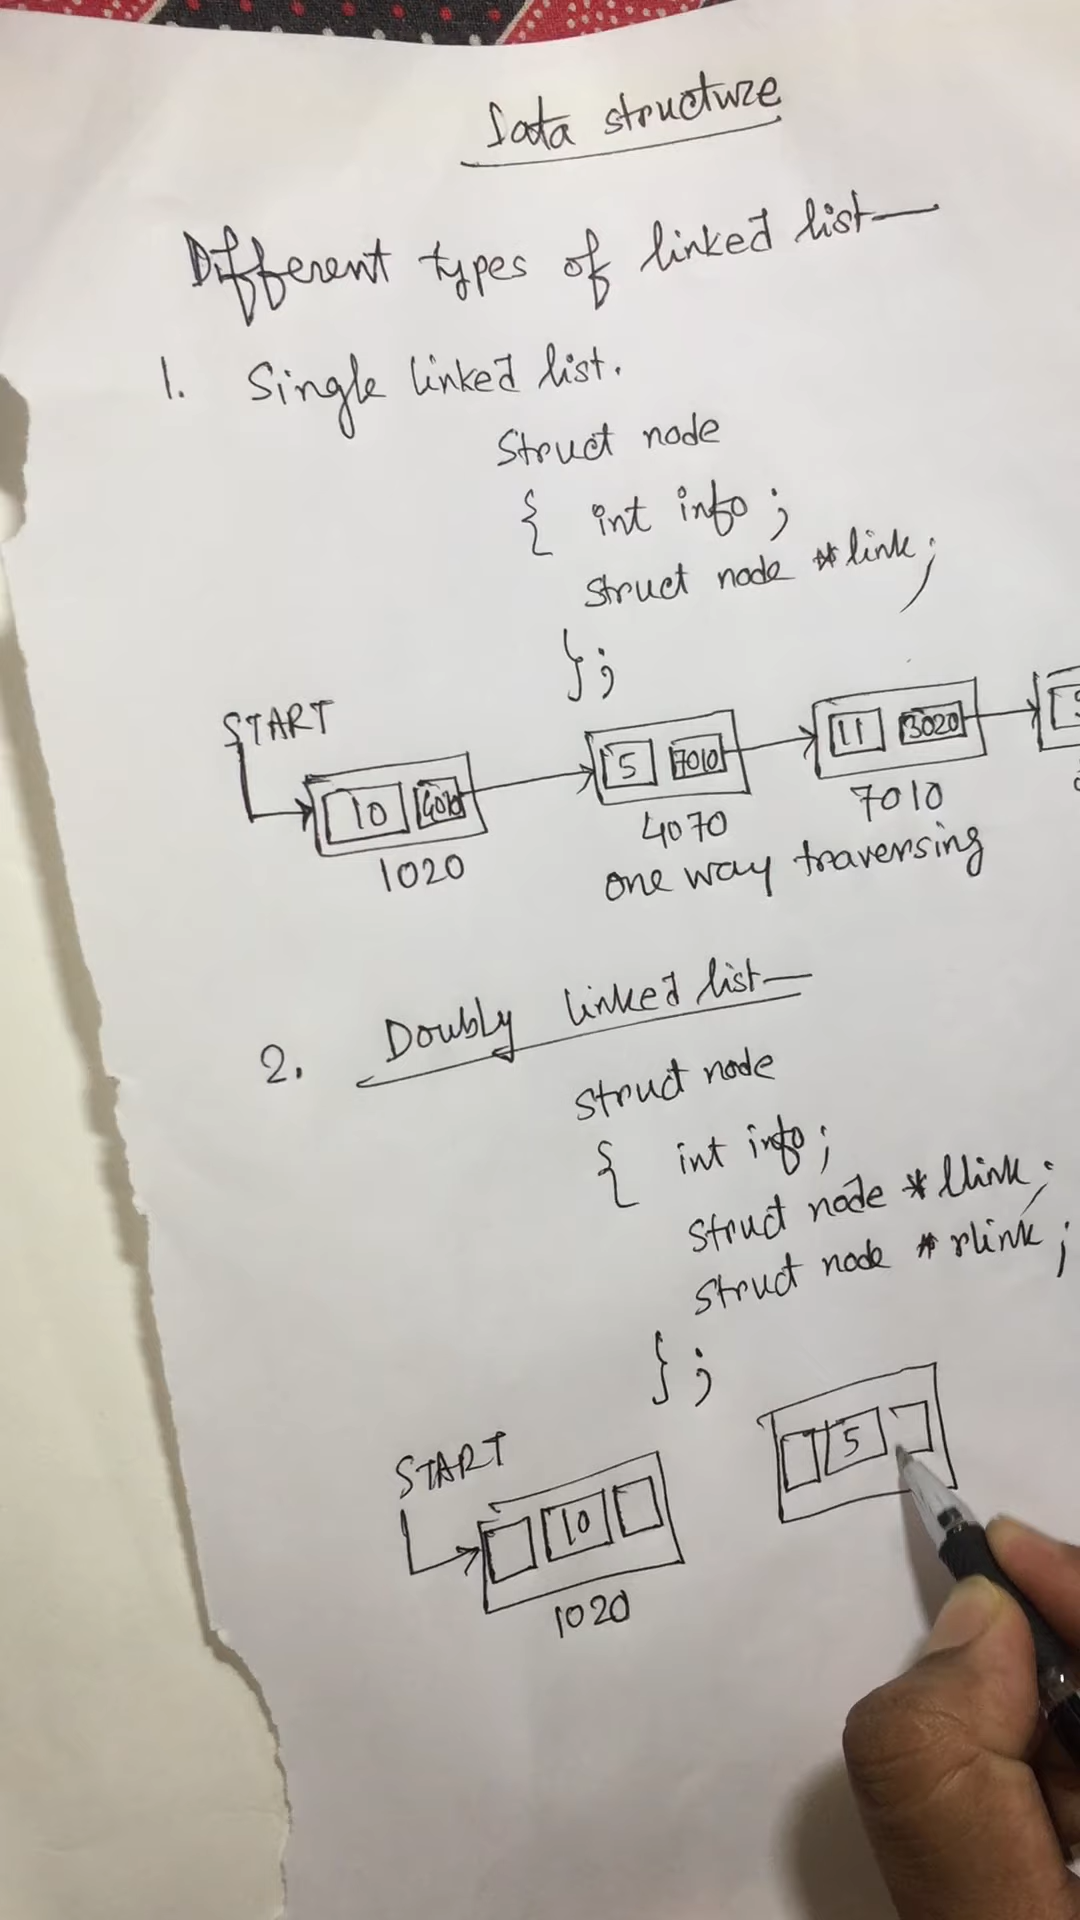 Data structure
Different types of linked list—
1. Single linked list.
struct node
{ int info;
struct node *link;
};
START
10
5 7010
11 3020
1020
4070
7010
one way traversing
2. Doubly linked list—
struct node
{ int info;
struct node *llink;
struct node *rlink;
};
START
10
5
1020